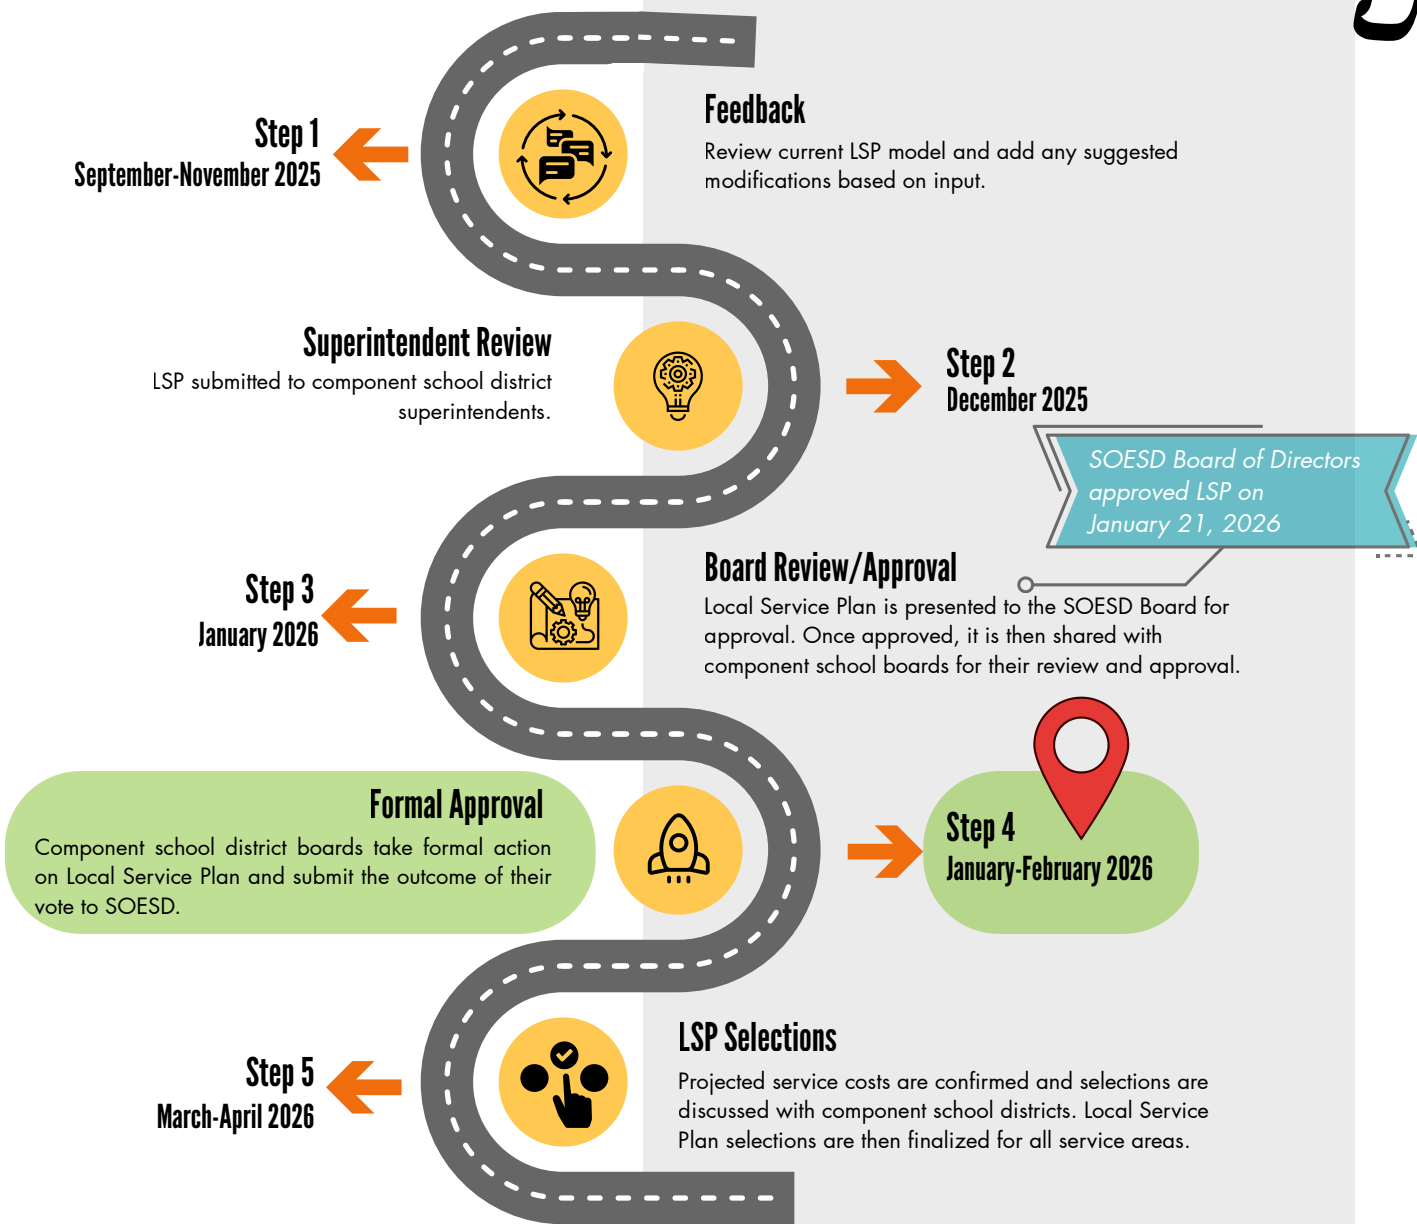 Step 1
September-November 2025
Feedback
Review current LSP model and add any suggested
modifications based on input.
Superintendent Review
LSP submitted to component school district
superintendents.
Step 2
December 2025
SOESD Board of Directors
approved LSP on
January 21, 2026
Step 3
January 2026
Board Review/Approval
Local Service Plan is presented to the SOESD Board for
approval. Once approved, it is then shared with
component school boards for their review and approval.
Formal Approval
Component school district boards take formal action
on Local Service Plan and submit the outcome of their
vote to SOESD.
Step 4
January-February 2026
Step 5
March-April 2026
LSP Selections
Projected service costs are confirmed and selections are
discussed with component school districts. Local Service
Plan selections are then finalized for all service areas.